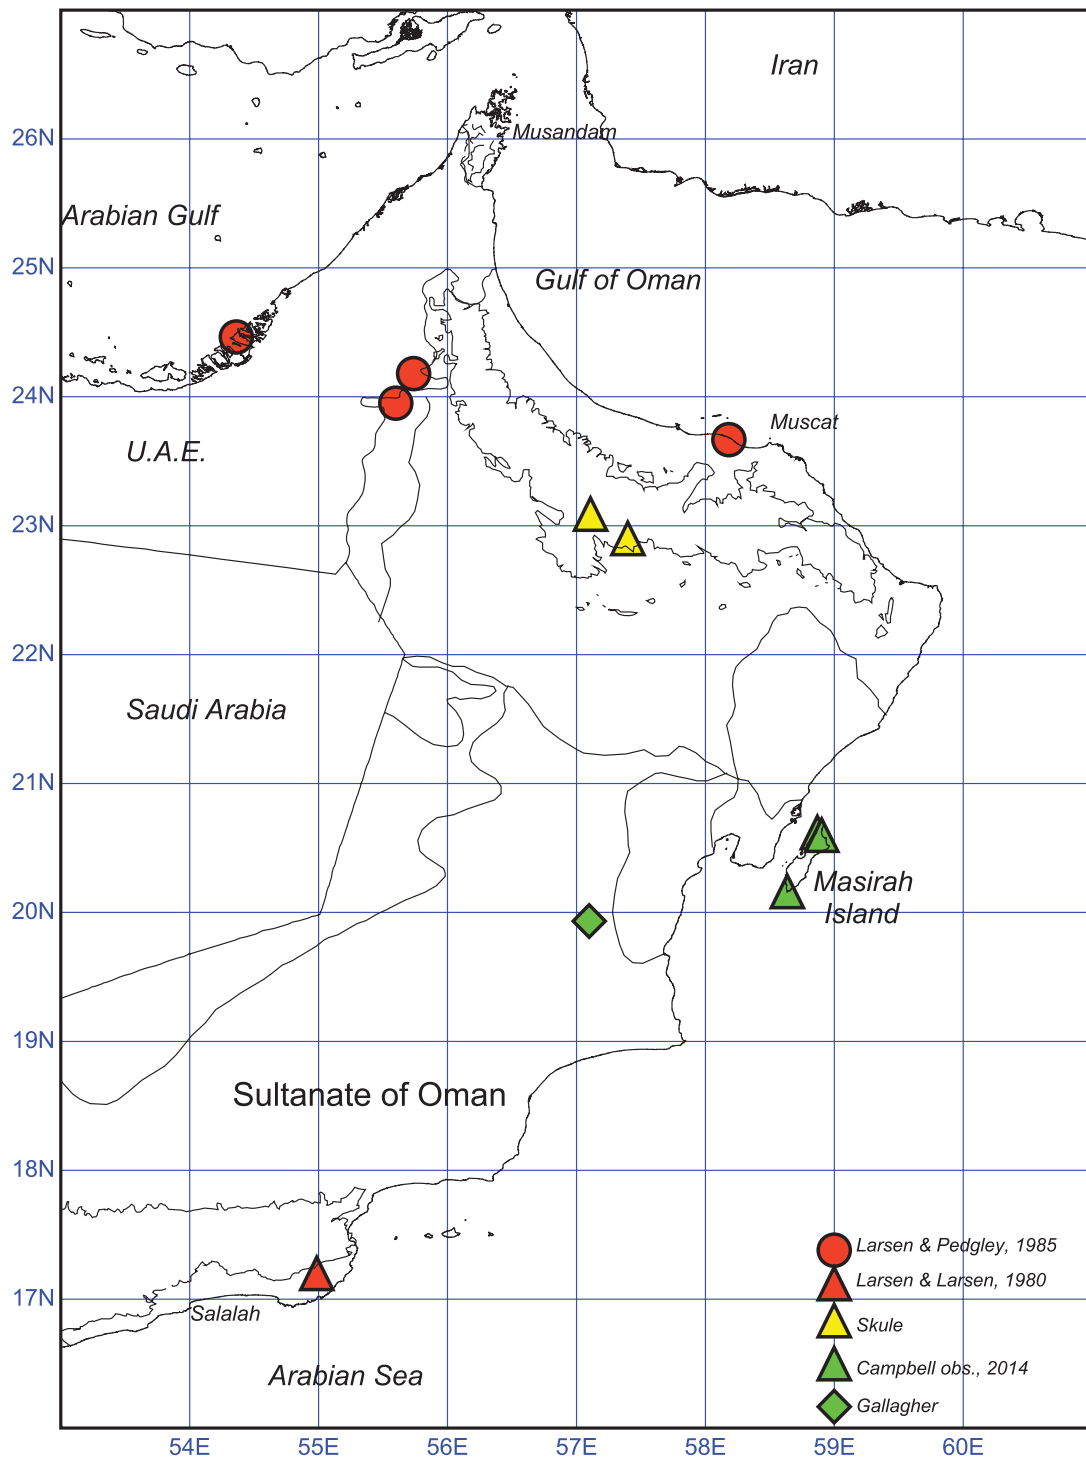 Iran
26N
Musandam
Arabian Gulf
25N
Gulf of Oman
24N
Muscat
U.A.E.
23N
22N
Saudi Arabia
21N
Masirah
Island
20N
19N
Sultanate of Oman
18N
17N
Salalah
Arabian Sea
Larsen & Pedgley, 1985
Larsen & Larsen, 1980
Skule
Campbell obs., 2014
Gallagher
54E 55E 56E 57E 58E 59E 60E